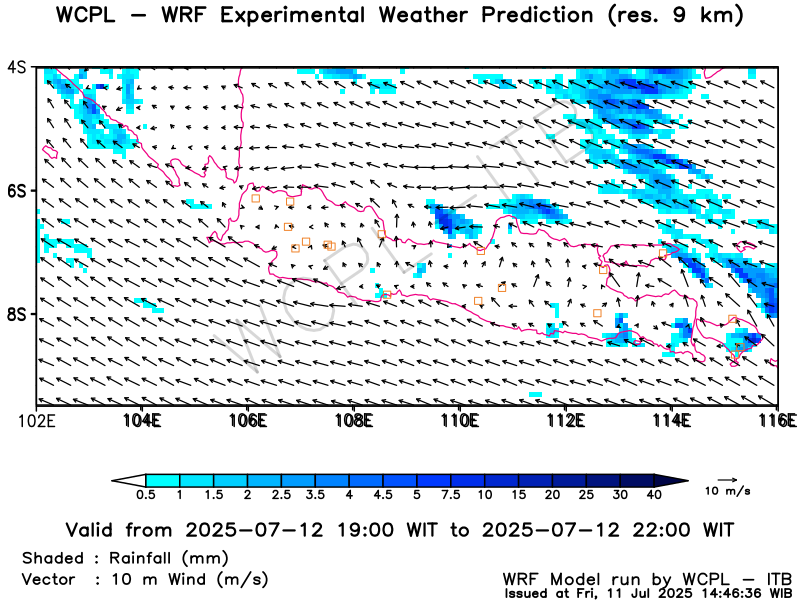 WCPL – WRF Experimental Weather Prediction (res. 9 km)
4S
6S
8S
WCPL-ITB
102E 104E 106E 108E 110E 112E 114E 116E
0.5 1 1.5 2 2.5 3.5 4 4.5 5 7.5 10 15 20 25 30 40
10 m/s
Valid from 2025-07-12 19:00 WIT to 2025-07-12 22:00 WIT
Shaded : Rainfall (mm)
Vector : 10 m Wind (m/s)
WRF Model run by WCPL – ITB
Issued at Fri, 11 Jul 2025 14:46:36 WIB